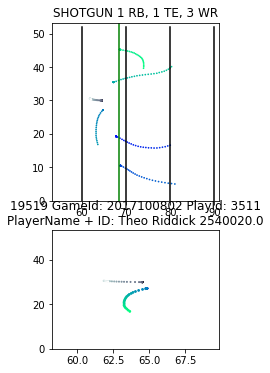 SHOTGUN 1 RB, 1 TE, 3 WR
50
40
30
20
10
0
60 70 80 90
19519 GameId: 2017100802 PlayId: 3511
PlayerName + ID: Theo Riddick 2540020.0
40
20
0
60.0 62.5 65.0 67.5